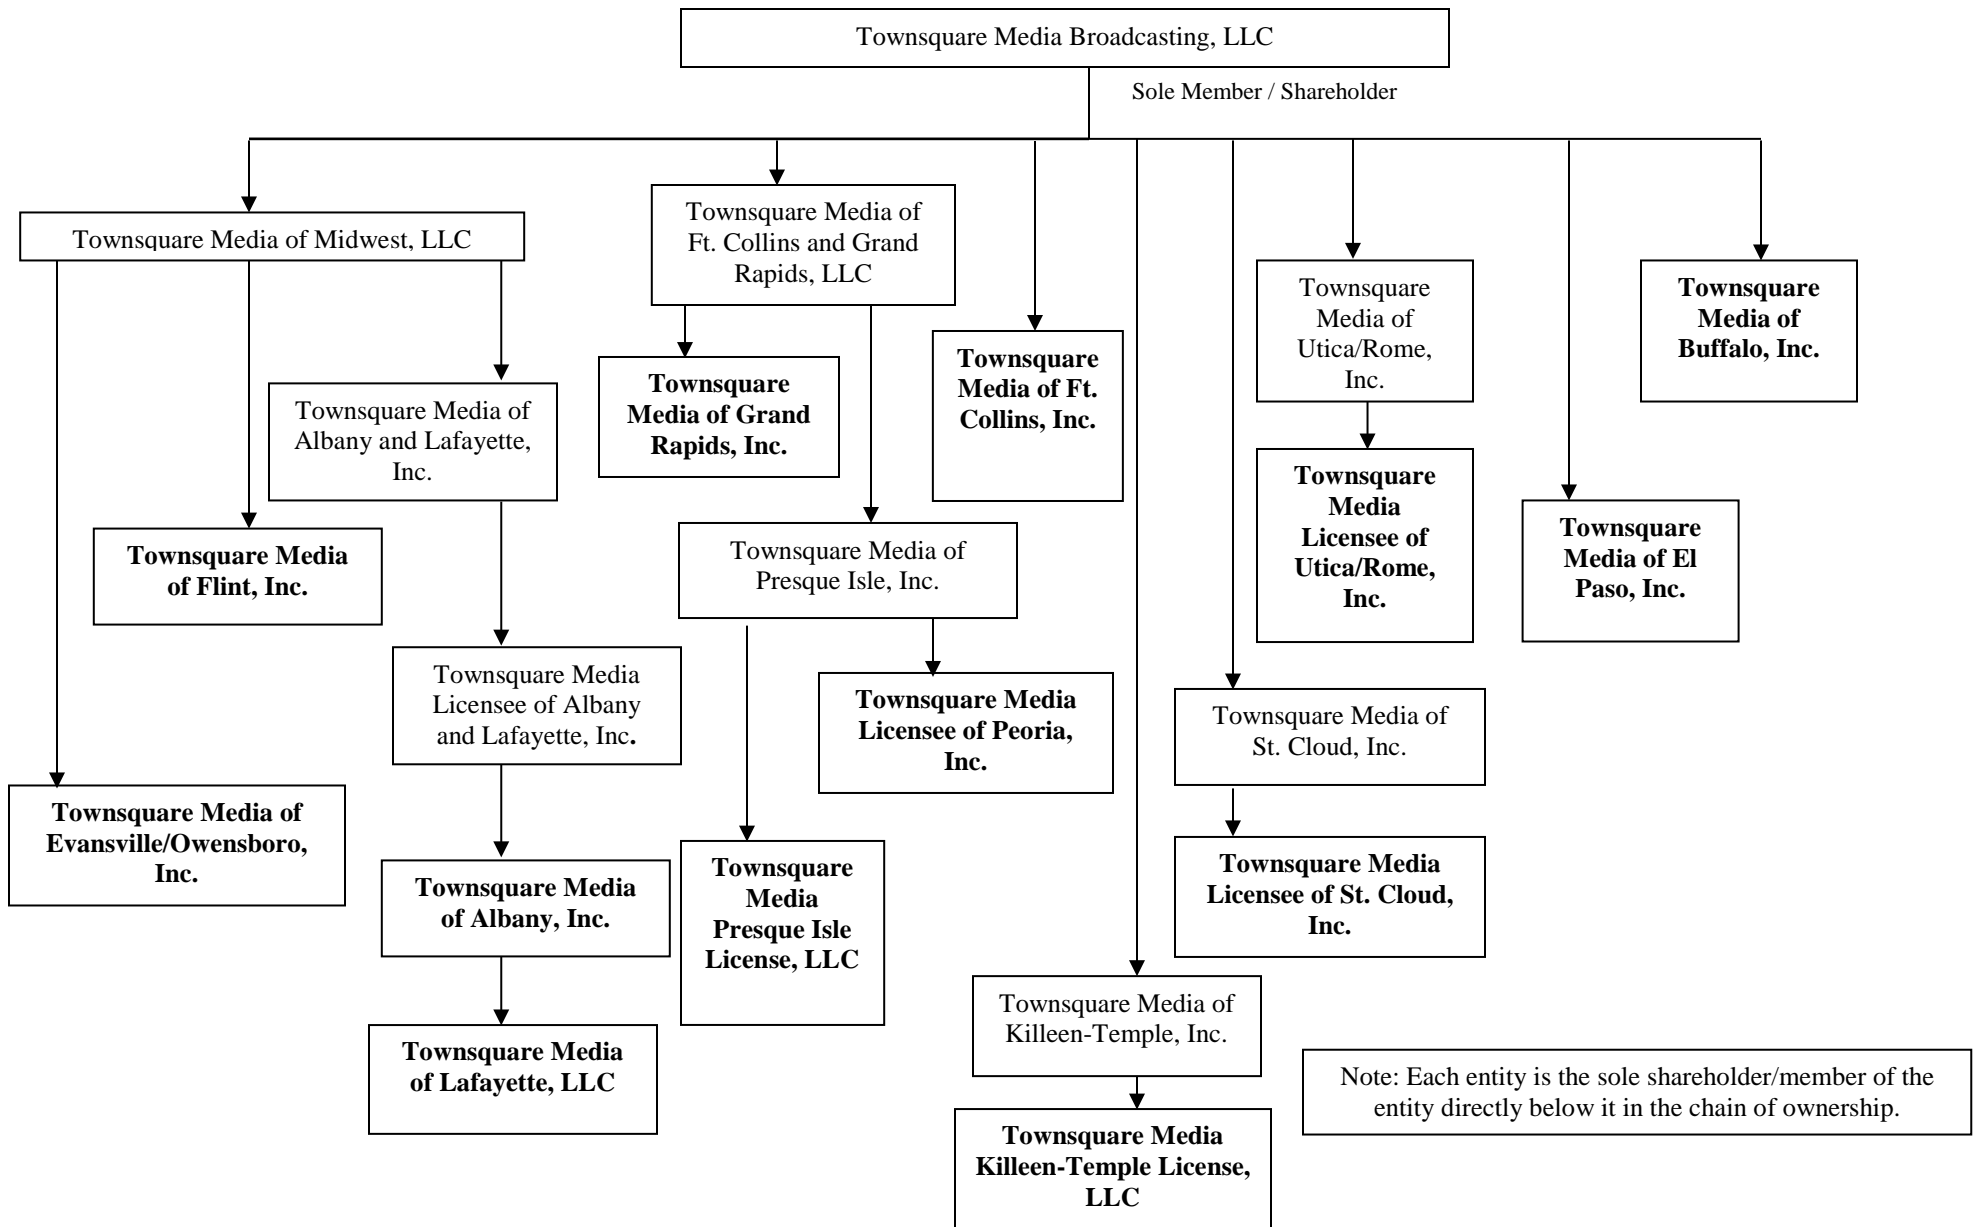 Townsquare Media Broadcasting, LLC
Sole Member / Shareholder
Townsquare Media of Midwest, LLC
Townsquare Media of
Ft. Collins and Grand
Rapids, LLC
Townsquare
Media of Ft.
Collins, Inc.
Townsquare
Media of
Utica/Rome,
Inc.
Townsquare
Media of
Buffalo, Inc.
Townsquare Media of
Albany and Lafayette,
Inc.
Townsquare
Media of Grand
Rapids, Inc.
Townsquare
Media
Licensee of
Utica/Rome,
Inc.
Townsquare
Media of El
Paso, Inc.
Townsquare Media
of Flint, Inc.
Townsquare Media of
Presque Isle, Inc.
Townsquare Media
Licensee of Albany
and Lafayette, Inc.
Townsquare Media
Licensee of Peoria,
Inc.
Townsquare Media of
St. Cloud, Inc.
Townsquare Media of
Evansville/Owensboro,
Inc.
Townsquare Media
of Albany, Inc.
Townsquare
Media
Presque Isle
License, LLC
Townsquare Media
Licensee of St. Cloud,
Inc.
Townsquare Media
of Lafayette, LLC
Townsquare Media of
Killeen-Temple, Inc.
Note: Each entity is the sole shareholder/member of the
entity directly below it in the chain of ownership.
Townsquare Media
Killeen-Temple License,
LLC